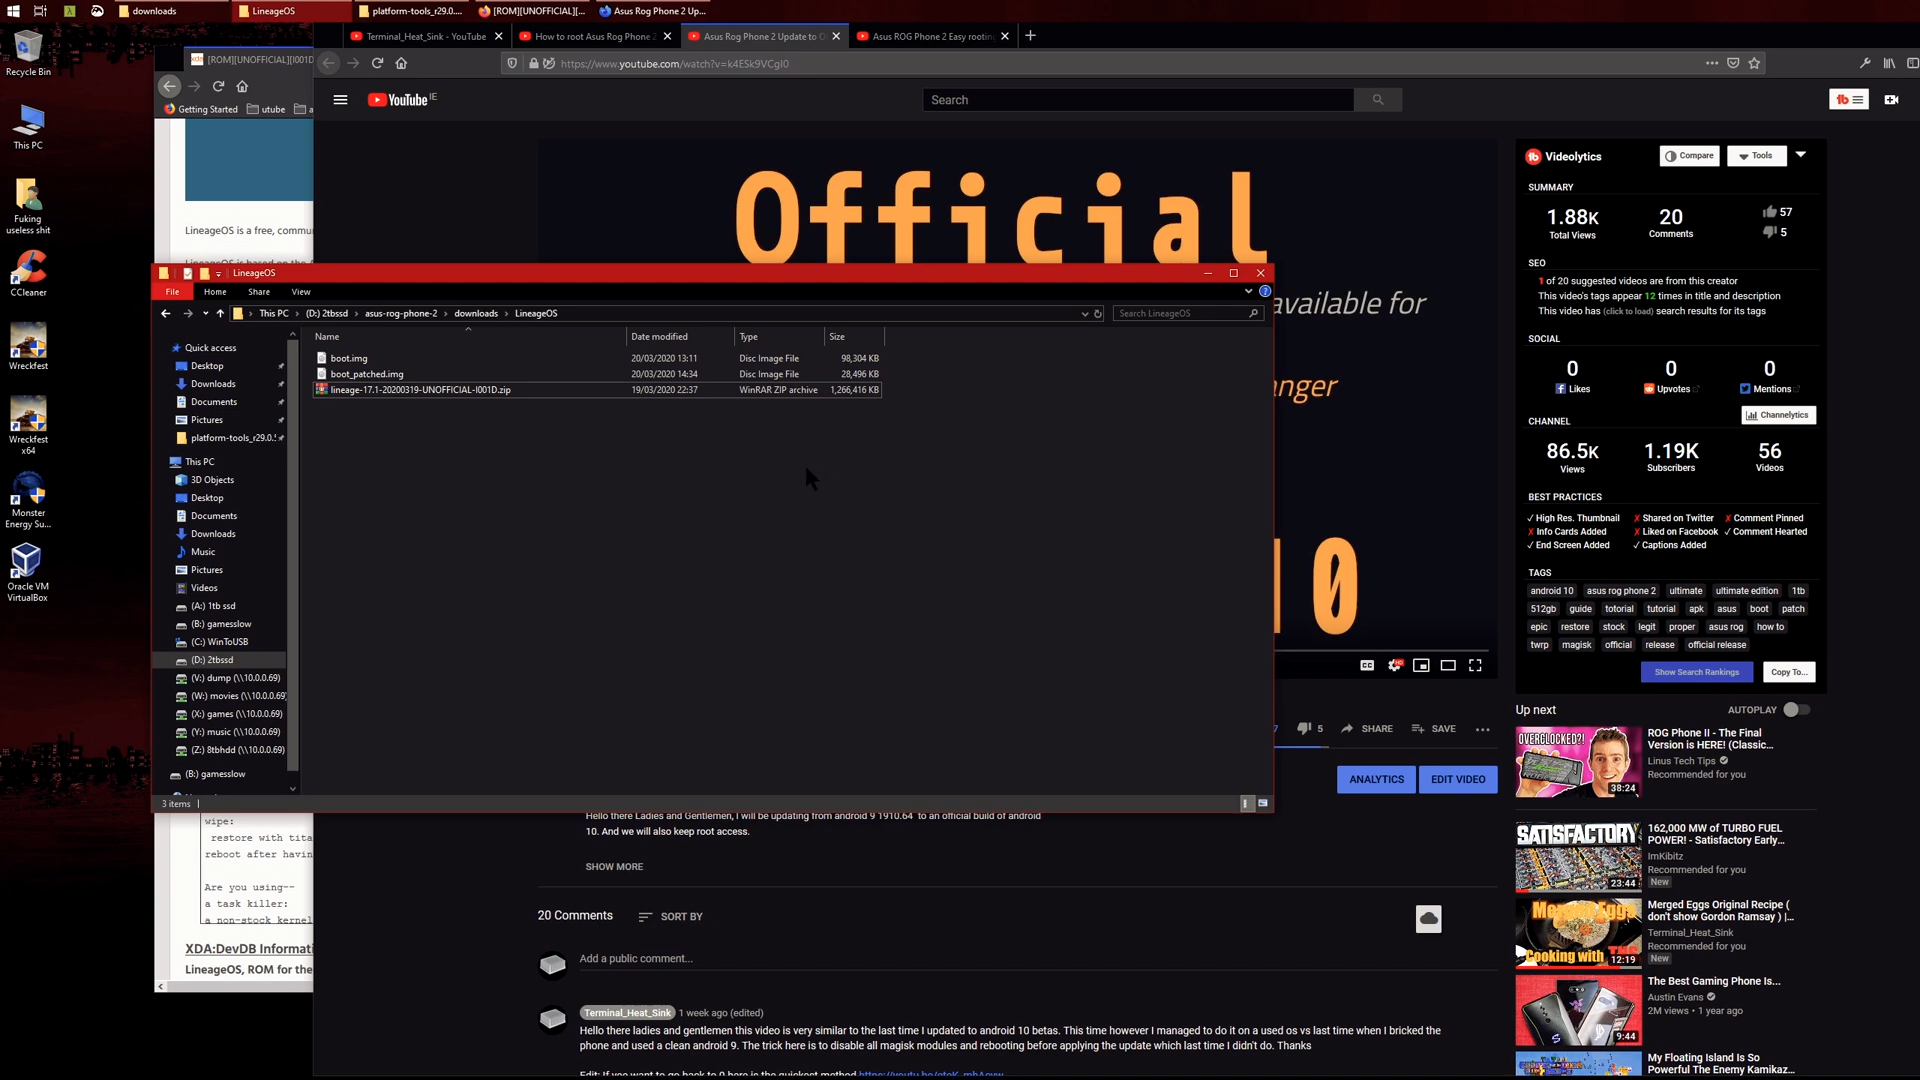 downloads
LineageOS
platform-tools_r29.0....
[ROM][UNOFFICIAL][...
Asus Rog Phone 2 Up...
Recycle Bin
This PC
Fuking
useless shit
CCleaner
Wreckfest
Wreckfest
x64
Monster
Energy Su...
Oracle VM
VirtualBox
[ROM][UNOFFICIAL][I001D
Getting Started
utube
LineageOS is a free, commu
Terminal_Heat_Sink - YouTube
How to root Asus Rog Phone 2
Asus Rog Phone 2 Update to O
Asus ROG Phone 2 Easy rootin
https://www.youtube.com/watch?v=k4ESk9VCgI0
YouTube IE
Search
Official
available for
anger
10
LineageOS
File
Home
Share
View
This PC > (D:) 2tbssd > asus-rog-phone-2 > downloads > LineageOS
Search LineageOS
Name
Date modified
Type
Size
boot.img 20/03/2020 13:11 Disc Image File 98,304 KB
boot_patched.img 20/03/2020 14:34 Disc Image File 28,496 KB
lineage-17.1-20200319-UNOFFICIAL-I001D.zip 19/03/2020 22:37 WinRAR ZIP archive 1,266,416 KB
Quick access
Desktop
Downloads
Documents
Pictures
platform-tools_r29.0.5
This PC
3D Objects
Desktop
Documents
Downloads
Music
Pictures
Videos
(A:) 1tb ssd
(B:) gamesslow
(C:) WinToUSB
(D:) 2tbssd
(V:) dump (\\10.0.0.69)
(W:) movies (\\10.0.0.69)
(X:) games (\\10.0.0.69)
(Y:) music (\\10.0.0.69)
(Z:) 8tbhdd (\\10.0.0.69)
(B:) gamesslow
3 items
wipe:
restore with tita
reboot after havin
Are you using--
a task killer:
a non-stock kernel
XDA:DevDB Informati
LineageOS, ROM for the
7
5
SHARE
SAVE
ANALYTICS
EDIT VIDEO
Hello there Ladies and Gentlemen, I will be updating from android 9 1910.64 to an official build of android
10. And we will also keep root access.
SHOW MORE
20 Comments
SORT BY
Add a public comment...
Terminal_Heat_Sink 1 week ago (edited)
Hello there ladies and gentlemen this video is very similar to the last time I updated to android 10 betas. This time however I managed to do it on a used os vs last time when I bricked the
phone and used a clean android 9. The trick here is to disable all magisk modules and rebooting before applying the update which last time I didn't do. Thanks
Edit: If you want to go back to 9 here is the quickest method
tb
Videolytics
Compare
Tools
SUMMARY
1.88K
Total Views
20
Comments
57
5
SEO
1 of 20 suggested videos are from this creator
This video's tags appear 12 times in title and description
This video has (click to load) search results for its tags
SOCIAL
0
Likes
0
Upvotes
0
Mentions
CHANNEL
Channelytics
86.5K
Views
1.19K
Subscribers
56
Videos
BEST PRACTICES
✓ High Res. Thumbnail
✗ Shared on Twitter
✗ Comment Pinned
✗ Info Cards Added
✗ Liked on Facebook
✓ Comment Hearted
✓ End Screen Added
✓ Captions Added
TAGS
android 10
asus rog phone 2
ultimate
ultimate edition
1tb
512gb
guide
totorial
tutorial
apk
asus
boot
patch
epic
restore
stock
legit
proper
asus rog
how to
twrp
magisk
official
release
official release
Show Search Rankings
Copy To...
Up next
AUTOPLAY
OVERCLOCKED?!
38:24
ROG Phone II - The Final
Version is HERE! (Classic...
Linus Tech Tips
Recommended for you
SATISFACTORY
23:44
162,000 MW of TURBO FUEL
POWER! - Satisfactory Early...
ImKibitz
Recommended for you
New
Merged Eggs
Cooking with THS
12:19
Merged Eggs Original Recipe (
don't show Gordon Ramsay ) |...
Terminal_Heat_Sink
Recommended for you
New
9:44
The Best Gaming Phone Is...
Austin Evans
2M views • 1 year ago
My Floating Island Is So
Powerful The Enemy Kamikaz...